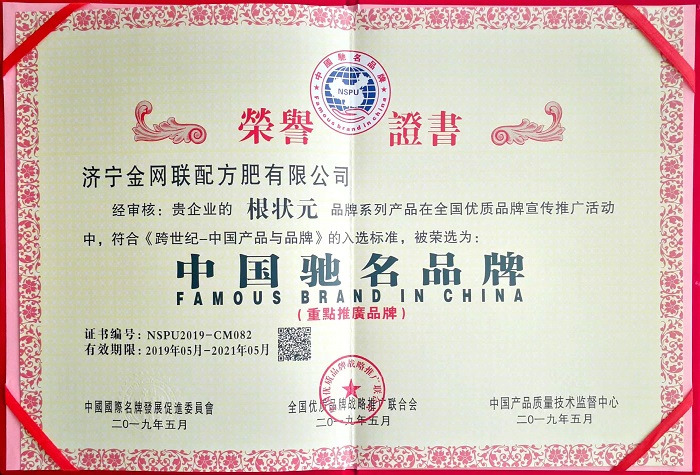 中國馳名品牌
NSPU
Famous brand in china
榮譽 證書
济宁金网联配方肥有限公司
经审核：贵企业的 根状元 品牌系列产品在全国优质品牌宣传推广活动
中，符合《跨世纪-中国产品与品牌》的入选标准，被荣选为：
中国驰名品牌
FAMOUS BRAND IN CHINA
（重點推廣品牌）
证书编号：NSPU2019-CM082
有效期限：2019年05月-2021年05月
中國國際名牌發展促進委員會
二〇一九年五月
全国优质品牌战略推广联合会
二〇一九年五月
中国产品质量技术监督中心
二〇一九年五月